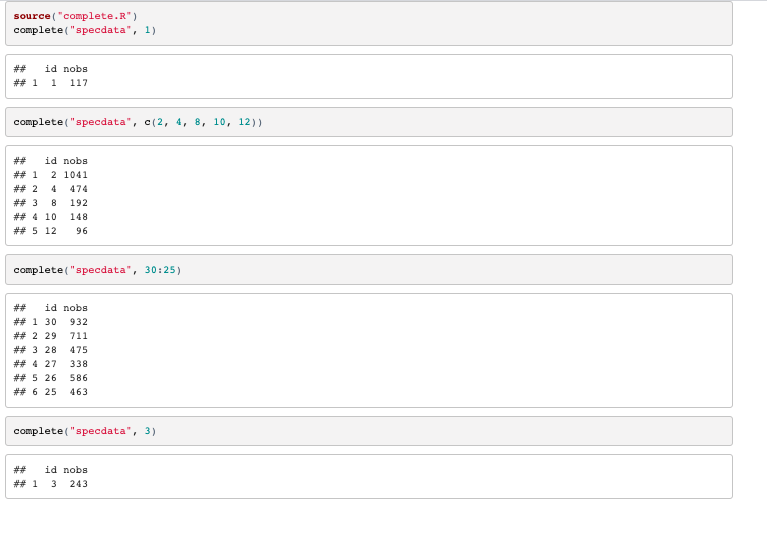 source("complete.R")
complete("specdata", 1)
##   id nobs
## 1  1  117
complete("specdata", c(2, 4, 8, 10, 12))
##   id nobs
## 1  2 1041
## 2  4  474
## 3  8  192
## 4 10  148
## 5 12   96
complete("specdata", 30:25)
##   id nobs
## 1 30  932
## 2 29  711
## 3 28  475
## 4 27  338
## 5 26  586
## 6 25  463
complete("specdata", 3)
##   id nobs
## 1  3  243